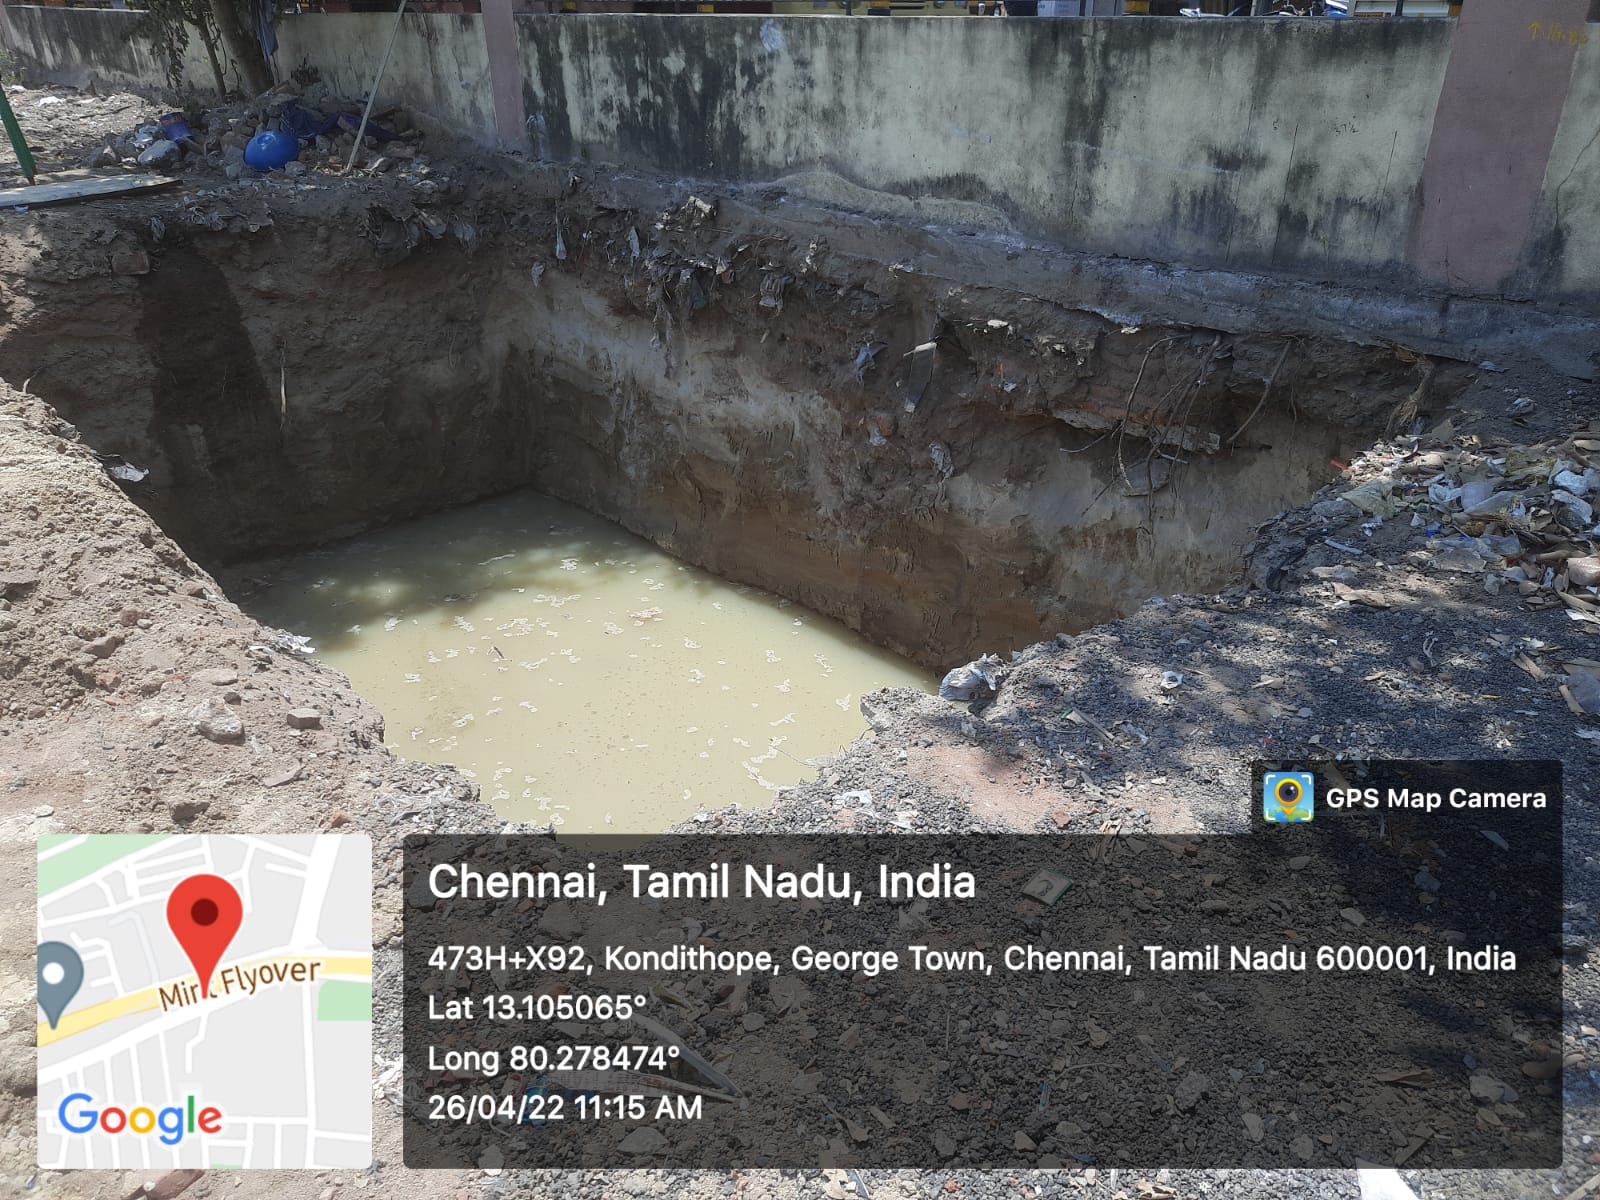 GPS Map Camera
Mint Flyover
Google
Chennai, Tamil Nadu, India
473H+X92, Kondithope, George Town, Chennai, Tamil Nadu 600001, India
Lat 13.105065°
Long 80.278474°
26/04/22 11:15 AM